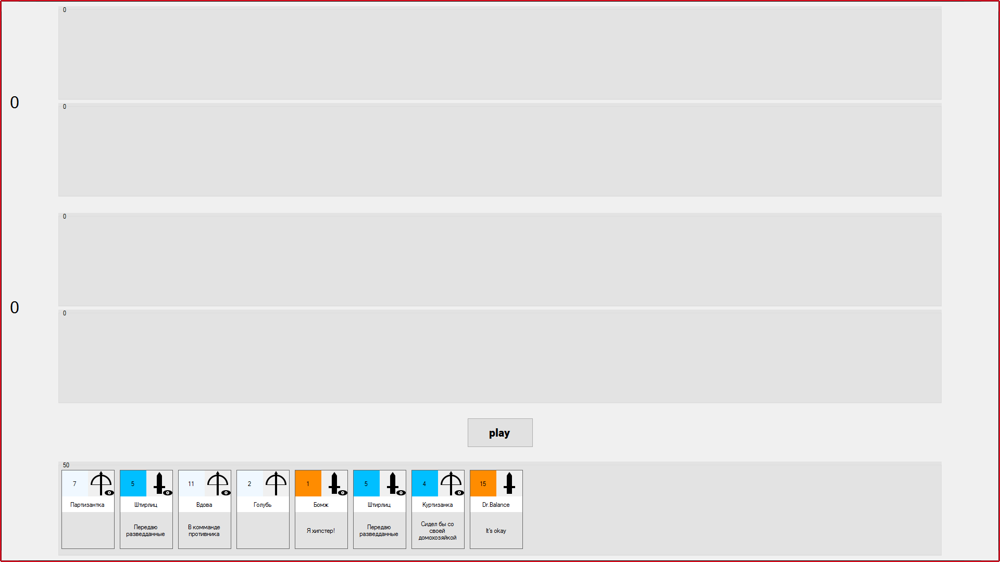 0
0
0
0
0
0
play
50
7
5
11
2
1
5
4
15
Партизантка
Штирлиц
Вдова
Голубь
Бомж
Штирлиц
Куртизанка
Dr.Balance
Передаю
разведданные
В комманде
противника
Я хипстер!
Передаю
разведданные
Сидел бы со
своей
домохозяйкой
It's okay